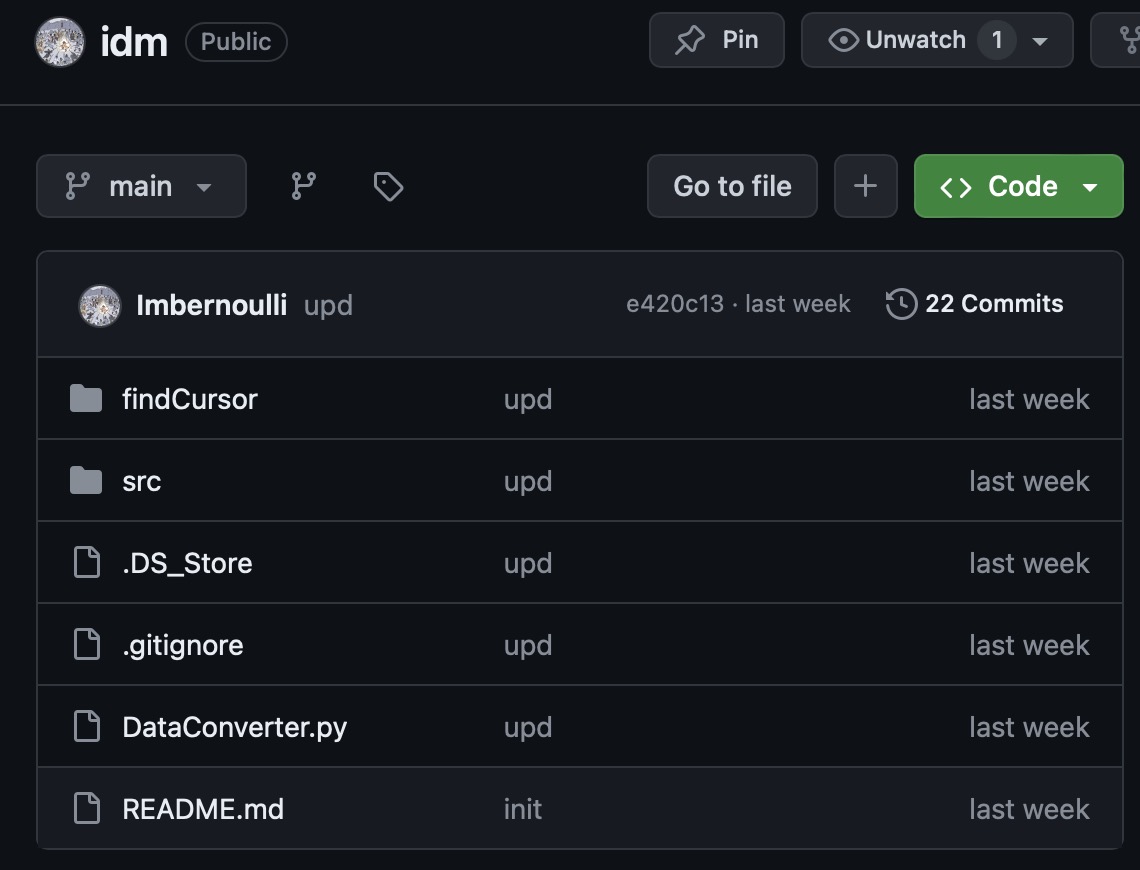 idm Public Pin Unwatch 1
main Go to file Code
Imbernoulli upd e420c13 · last week 22 Commits
findCursor upd last week
src upd last week
.DS_Store upd last week
.gitignore upd last week
DataConverter.py upd last week
README.md init last week